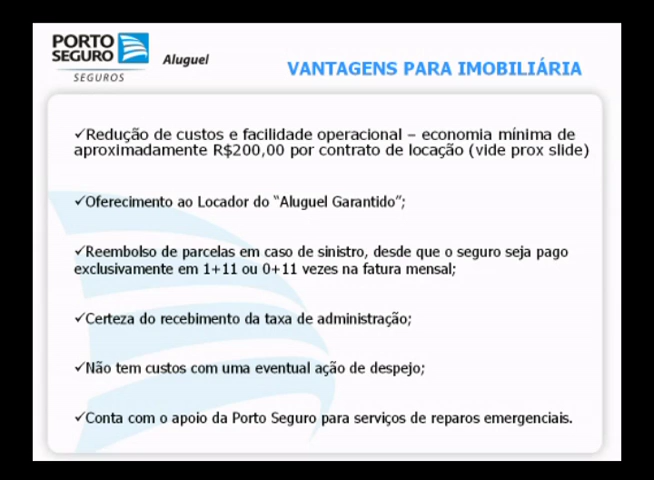 PORTO
SEGURO
SEGUROS
Aluguel
VANTAGENS PARA IMOBILIÁRIA
✓Redução de custos e facilidade operacional – economia mínima de
aproximadamente R$200,00 por contrato de locação (vide prox slide)
✓Oferecimento ao Locador do "Aluguel Garantido";
✓Reembolso de parcelas em caso de sinistro, desde que o seguro seja pago
exclusivamente em 1+11 ou 0+11 vezes na fatura mensal;
✓Certeza do recebimento da taxa de administração;
✓Não tem custos com uma eventual ação de despejo;
✓Conta com o apoio da Porto Seguro para serviços de reparos emergenciais.